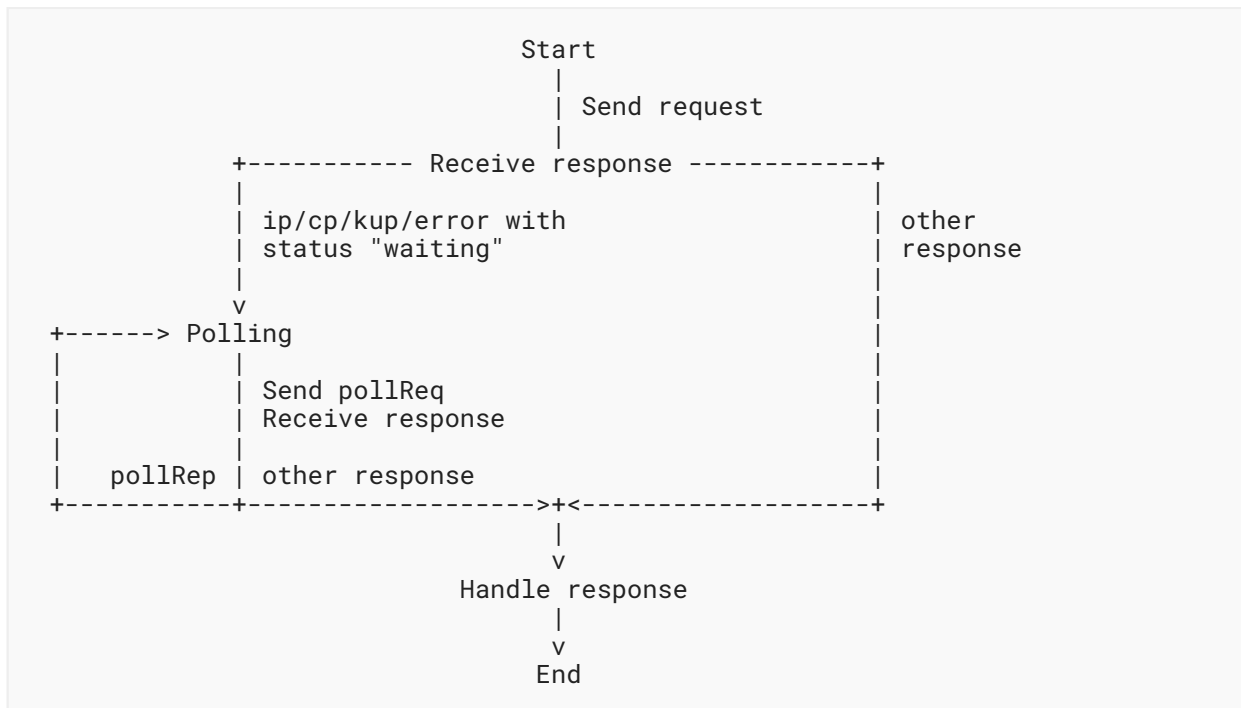 Start
Send request
Receive response
ip/cp/kup/error with
other
status "waiting"
response
Polling
Send pollReq
Receive response
pollRep
other response
Handle response
End